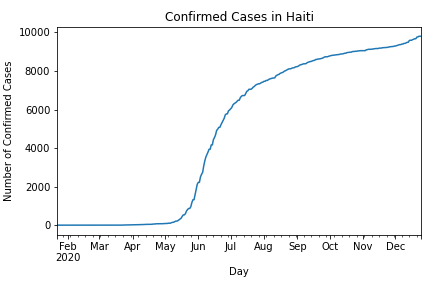 Confirmed Cases in Haiti
10000
8000
6000
4000
2000
0
Number of Confirmed Cases
Feb Mar Apr May Jun Jul Aug Sep Oct Nov Dec
2020
Day